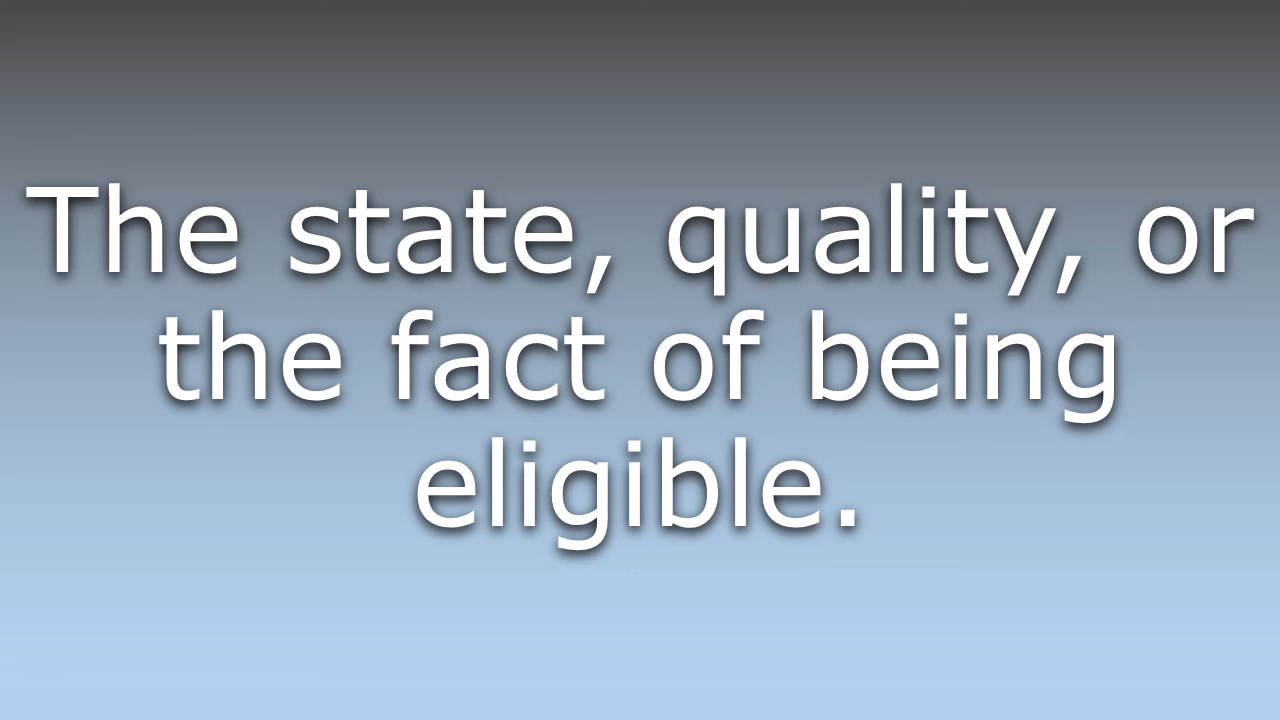 The state, quality, or
the fact of being
eligible.